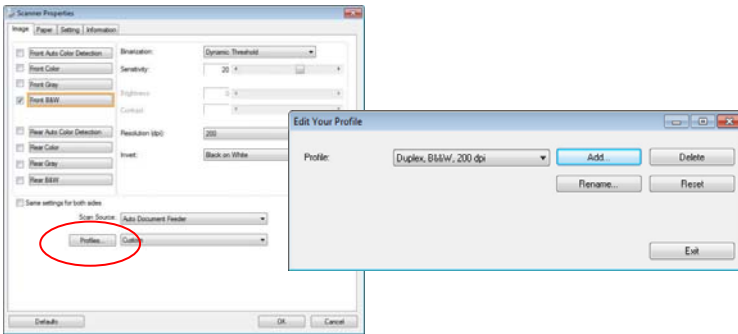 Scanner Properties
Image Paper Setting Information
Front Auto Color Detection
Front Color
Front Gray
Front B&W
Rear Auto Color Detection
Rear Color
Rear Gray
Rear B&W
Binarization: Dynamic Threshold
Sensitivity: 20
Brightness: 0
Contrast:
Resolution (dpi): 200
Invert: Black on White
Same settings for both sides
Scan Source: Auto Document Feeder
Profiles... Custom
Defaults OK Cancel
Edit Your Profile
Profile: Duplex, B&W, 200 dpi Add... Delete
Rename... Reset
Exit